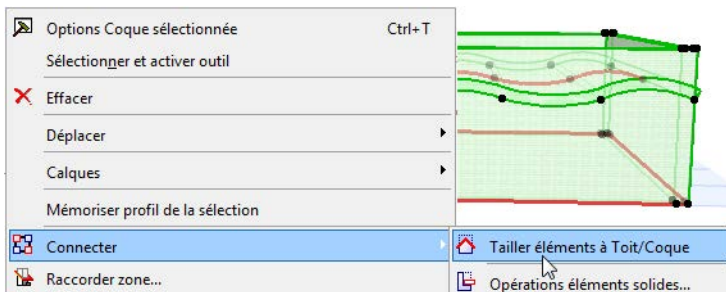 Options Coque sélectionnée Ctrl+T
Sélectionner et activer outil
Effacer
Déplacer
Calques
Mémoriser profil de la sélection
Connecter
Tailler éléments à Toit/Coque
Raccorder zone...
Opérations éléments solides...